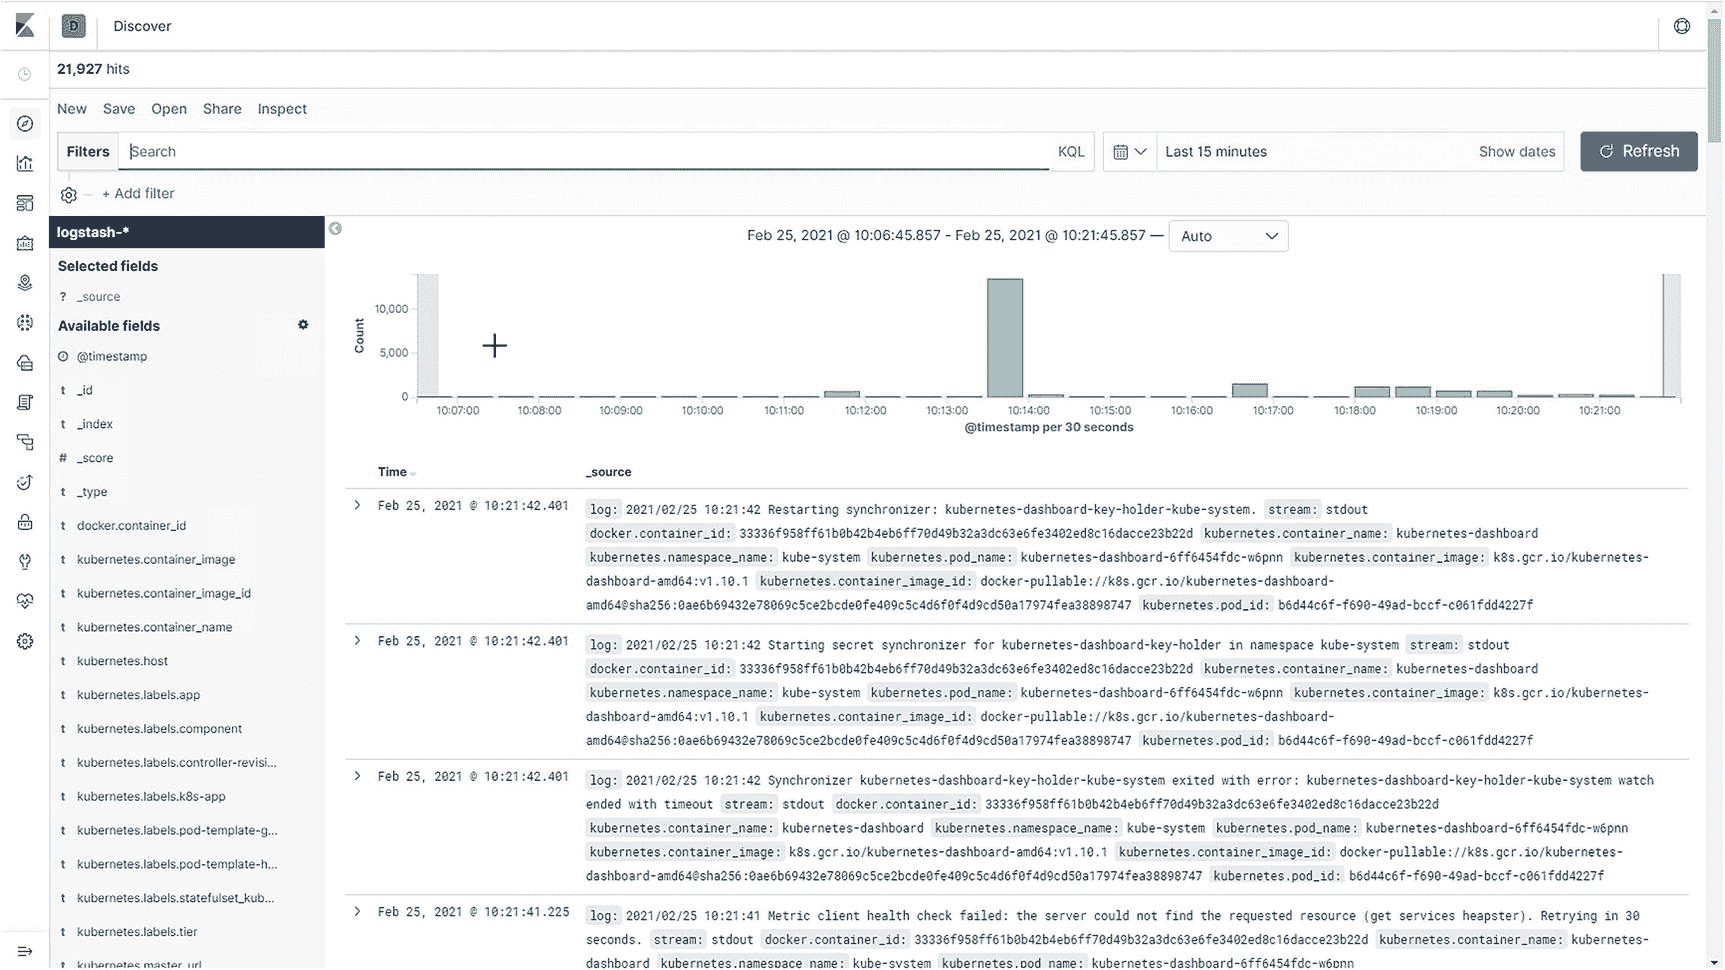 D Discover
21,927 hits
New Save Open Share Inspect
Filters Search KQL Last 15 minutes Show dates Refresh
+ Add filter
logstash-*
Selected fields
? _source
Available fields
@timestamp
t _id
t _index
# _score
t _type
t docker.container_id
t kubernetes.container_image
t kubernetes.container_image_id
t kubernetes.container_name
t kubernetes.host
t kubernetes.labels.app
t kubernetes.labels.component
t kubernetes.labels.controller-revisi...
t kubernetes.labels.k8s-app
t kubernetes.labels.pod-template-g...
t kubernetes.labels.pod-template-h...
t kubernetes.labels.statefulset_kub...
t kubernetes.labels.tier
t kubernetes.master_url
Feb 25, 2021 @ 10:06:45.857 - Feb 25, 2021 @ 10:21:45.857 — Auto
Count
10,000
5,000
0
10:07:00 10:08:00 10:09:00 10:10:00 10:11:00 10:12:00 10:13:00 10:14:00 10:15:00 10:16:00 10:17:00 10:18:00 10:19:00 10:20:00 10:21:00
@timestamp per 30 seconds
Time _source
Feb 25, 2021 @ 10:21:42.401 log: 2021/02/25 10:21:42 Restarting synchronizer: kubernetes-dashboard-key-holder-kube-system. stream: stdout
docker.container_id: 33336f958ff61b0b42b4eb6ff70d49b32a3dc63e6fe3402ed8c16dacce23b22d kubernetes.container_name: kubernetes-dashboard
kubernetes.namespace_name: kube-system kubernetes.pod_name: kubernetes-dashboard-6ff6454fdc-w6pnn kubernetes.container_image: k8s.gcr.io/kubernetes-
dashboard-amd64:v1.10.1 kubernetes.container_image_id: docker-pullable://k8s.gcr.io/kubernetes-dashboard-
amd64@sha256:0ae6b69432e78069c5ce2bcde0fe409c5c4d6f0f4d9cd50a17974fea38898747 kubernetes.pod_id: b6d44c6f-f690-49ad-bccf-c061fdd4227f
Feb 25, 2021 @ 10:21:42.401 log: 2021/02/25 10:21:42 Starting secret synchronizer for kubernetes-dashboard-key-holder in namespace kube-system stream: stdout
docker.container_id: 33336f958ff61b0b42b4eb6ff70d49b32a3dc63e6fe3402ed8c16dacce23b22d kubernetes.container_name: kubernetes-dashboard
kubernetes.namespace_name: kube-system kubernetes.pod_name: kubernetes-dashboard-6ff6454fdc-w6pnn kubernetes.container_image: k8s.gcr.io/kubernetes-
dashboard-amd64:v1.10.1 kubernetes.container_image_id: docker-pullable://k8s.gcr.io/kubernetes-dashboard-
amd64@sha256:0ae6b69432e78069c5ce2bcde0fe409c5c4d6f0f4d9cd50a17974fea38898747 kubernetes.pod_id: b6d44c6f-f690-49ad-bccf-c061fdd4227f
Feb 25, 2021 @ 10:21:42.401 log: 2021/02/25 10:21:42 Synchronizer kubernetes-dashboard-key-holder-kube-system exited with error: kubernetes-dashboard-key-holder-kube-system watch
ended with timeout stream: stdout docker.container_id: 33336f958ff61b0b42b4eb6ff70d49b32a3dc63e6fe3402ed8c16dacce23b22d
kubernetes.container_name: kubernetes-dashboard kubernetes.namespace_name: kube-system kubernetes.pod_name: kubernetes-dashboard-6ff6454fdc-w6pnn
kubernetes.container_image: k8s.gcr.io/kubernetes-dashboard-amd64:v1.10.1 kubernetes.container_image_id: docker-pullable://k8s.gcr.io/kubernetes-
dashboard-amd64@sha256:0ae6b69432e78069c5ce2bcde0fe409c5c4d6f0f4d9cd50a17974fea38898747 kubernetes.pod_id: b6d44c6f-f690-49ad-bccf-c061fdd4227f
Feb 25, 2021 @ 10:21:41.225 log: 2021/02/25 10:21:41 Metric client health check failed: the server could not find the requested resource (get services heapster). Retrying in 30
seconds. stream: stdout docker.container_id: 33336f958ff61b0b42b4eb6ff70d49b32a3dc63e6fe3402ed8c16dacce23b22d kubernetes.container_name: kubernetes-
dashboard kubernetes.namespace_name: kube-system kubernetes.pod_name: kubernetes-dashboard-6ff6454fdc-w6pnn